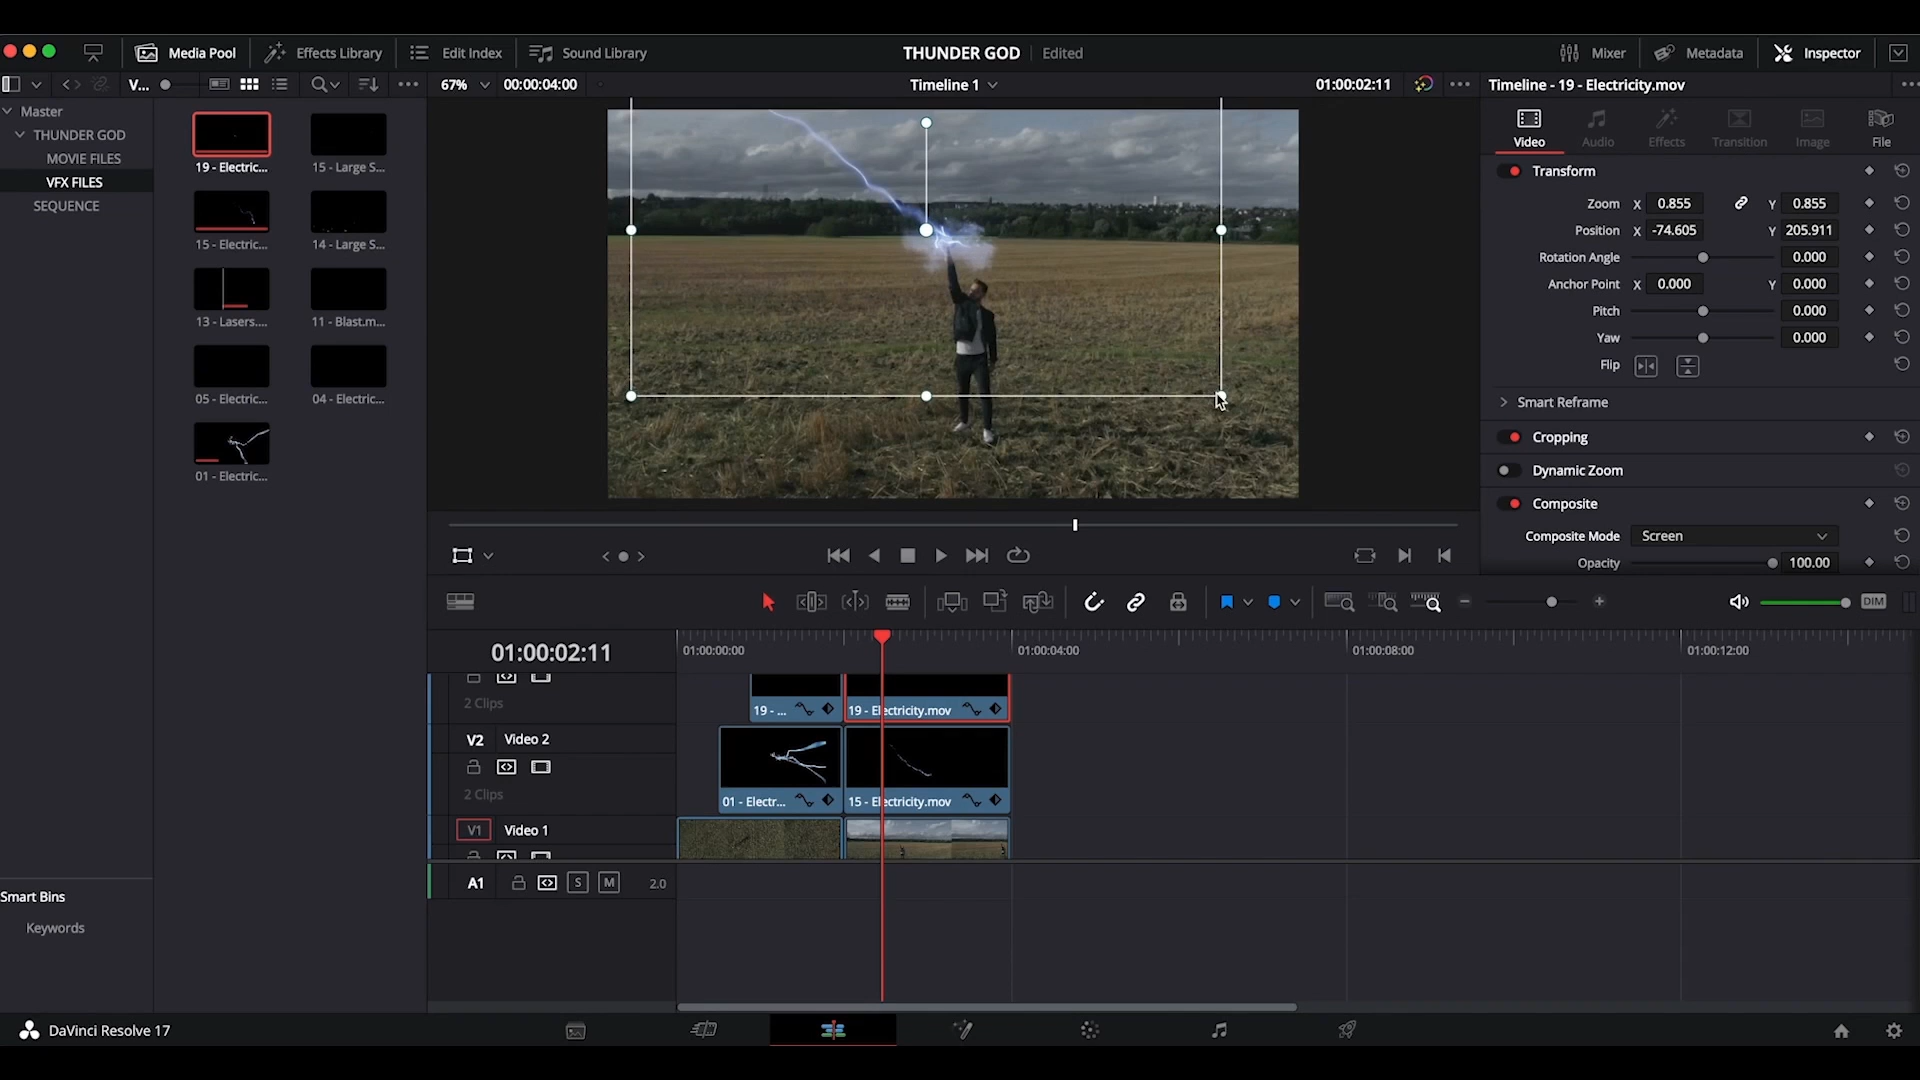 Media Pool
Effects Library
Edit Index
Sound Library
THUNDER GOD
Edited
Mixer
Metadata
Inspector
V...
67%
00:00:04:00
Timeline 1
01:00:02:11
Timeline - 19 - Electricity.mov
Master
THUNDER GOD
MOVIE FILES
VFX FILES
SEQUENCE
19 - Electric...
15 - Large S...
15 - Electric...
14 - Large S...
13 - Lasers....
11 - Blast.m...
05 - Electric...
04 - Electric...
01 - Electric...
Video
Audio
Effects
Transition
Image
File
Transform
Zoom X 0.855 Y 0.855
Position X -74.605 Y 205.911
Rotation Angle 0.000
Anchor Point X 0.000 Y 0.000
Pitch 0.000
Yaw 0.000
Flip
Smart Reframe
Cropping
Dynamic Zoom
Composite
Composite Mode Screen
Opacity 100.00
DIM
01:00:02:11
01:00:00:00
01:00:04:00
01:00:08:00
01:00:12:00
2 Clips
19 - ...
19 - Electricity.mov
V2 Video 2
2 Clips
01 - Electr...
15 - Electricity.mov
V1 Video 1
A1 S M 2.0
Smart Bins
Keywords
DaVinci Resolve 17